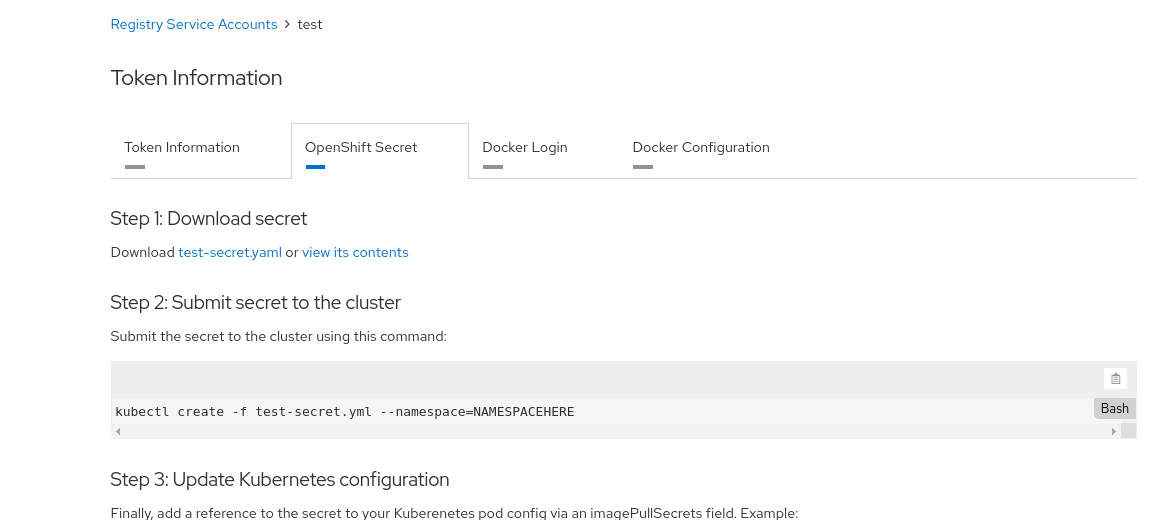 Registry Service Accounts > test
Token Information
Token Information OpenShift Secret Docker Login Docker Configuration
Step 1: Download secret
Download test-secret.yaml or view its contents
Step 2: Submit secret to the cluster
Submit the secret to the cluster using this command:
kubectl create -f test-secret.yml --namespace=NAMESPACEHERE
Bash
Step 3: Update Kubernetes configuration
Finally, add a reference to the secret to your Kuberenetes pod config via an imagePullSecrets field. Example: